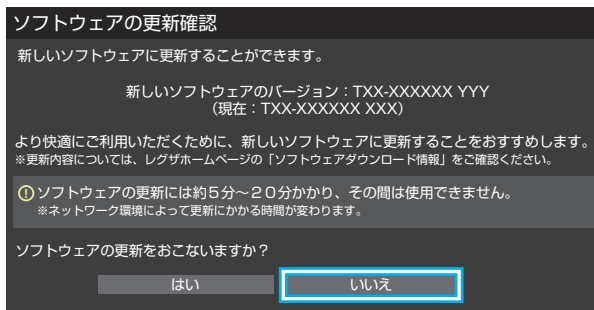 ソフトウェアの更新確認
新しいソフトウェアに更新することができます。
新しいソフトウェアのバージョン：TXX-XXXXXX YYY
（現在：TXX-XXXXXX XXX）
より快適にご利用いただくために、新しいソフトウェアに更新することをおすすめします。
※更新内容については、レグザホームページの「ソフトウェアダウンロード情報」をご確認ください。
ソフトウェアの更新には約5分～20分かかり、その間は使用できません。
※ネットワーク環境によって更新にかかる時間が変わります。
ソフトウェアの更新をおこないますか？
はい
いいえ